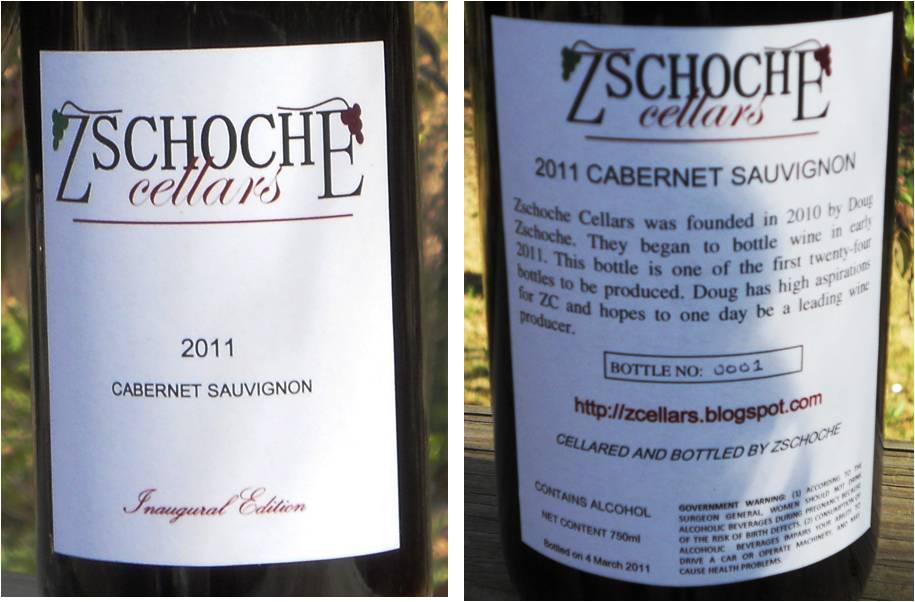 ZSCHOCHE
cellars
2011
CABERNET SAUVIGNON
Inaugural Edition
ZSCHOCHE
cellars
2011 CABERNET SAUVIGNON
Zschoche Cellars was founded in 2010 by Doug
Zschoche. They began to bottle wine in early
2011. This bottle is one of the first twenty-four
bottles to be produced. Doug has high aspirations
for ZC and hopes to one day be a leading wine
producer.
BOTTLE NO: 0001
http://zcellars.blogspot.com
CELLARED AND BOTTLED BY ZSCHOCHE
CONTAINS ALCOHOL
NET CONTENT 750ml
Bottled on 4 March 2011
GOVERNMENT WARNING: (1) ACCORDING TO THE
SURGEON GENERAL, WOMEN SHOULD NOT DRINK
ALCOHOLIC BEVERAGES DURING PREGNANCY BECAUSE
OF THE RISK OF BIRTH DEFECTS. (2) CONSUMPTION OF
ALCOHOLIC BEVERAGES IMPAIRS YOUR ABILITY TO
DRIVE A CAR OR OPERATE MACHINERY, AND MAY
CAUSE HEALTH PROBLEMS.